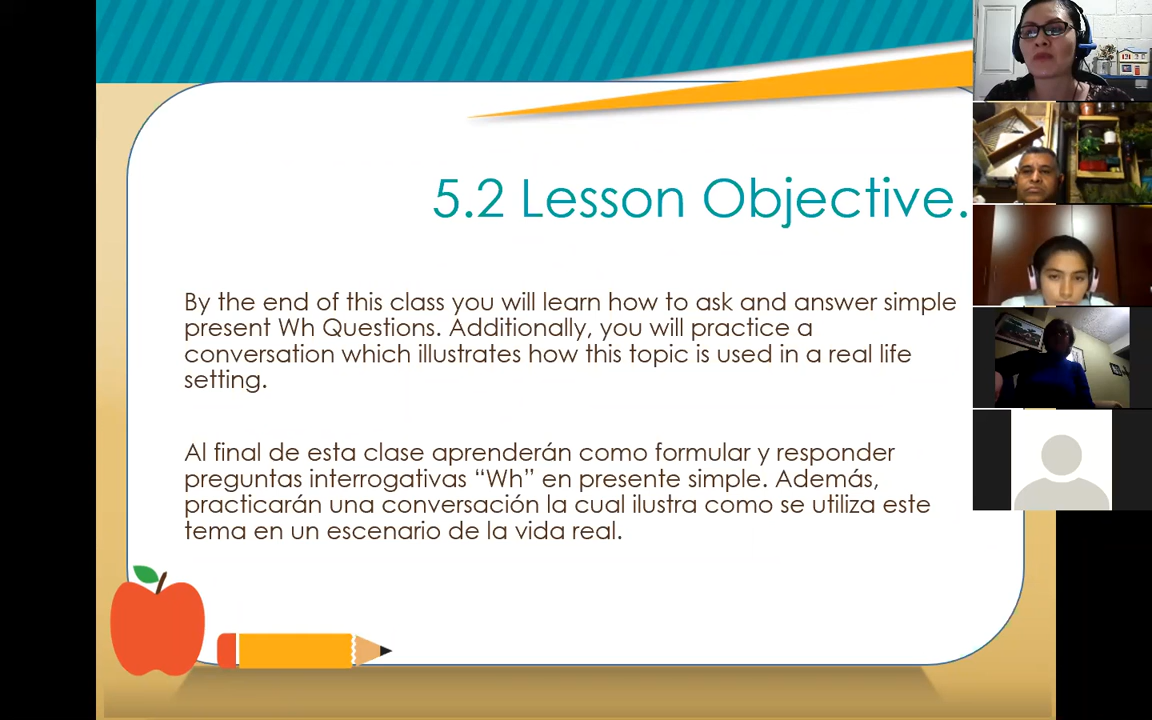 5.2 Lesson Objective.
By the end of this class you will learn how to ask and answer simple
present Wh Questions. Additionally, you will practice a
conversation which illustrates how this topic is used in a real life
setting.
Al final de esta clase aprenderán como formular y responder
preguntas interrogativas “Wh” en presente simple. Además,
practicarán una conversación la cual ilustra como se utiliza este
tema en un escenario de la vida real.